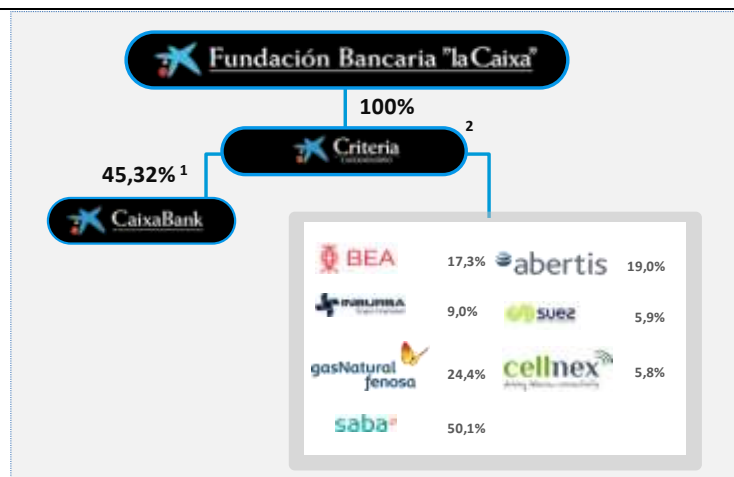 Fundación Bancaria "la Caixa"
100%
2
Criteria
45,32% 1
CaixaBank
BEA 17,3% abertis 19,0%
INBURSA 9,0% suez 5,9%
gasNatural
fenosa 24,4% cellnex 5,8%
saba 50,1%